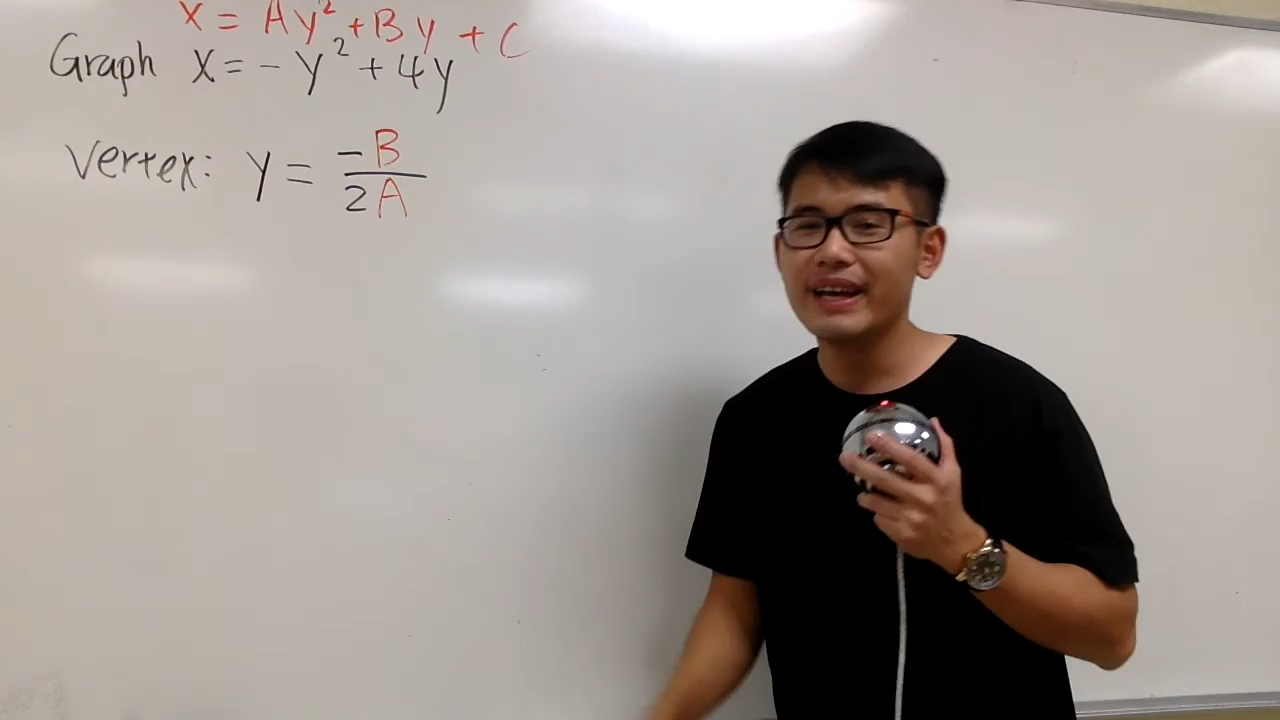 x = Ay² + By + C
Graph x = - y² + 4y
Vertex: y = -B/2A